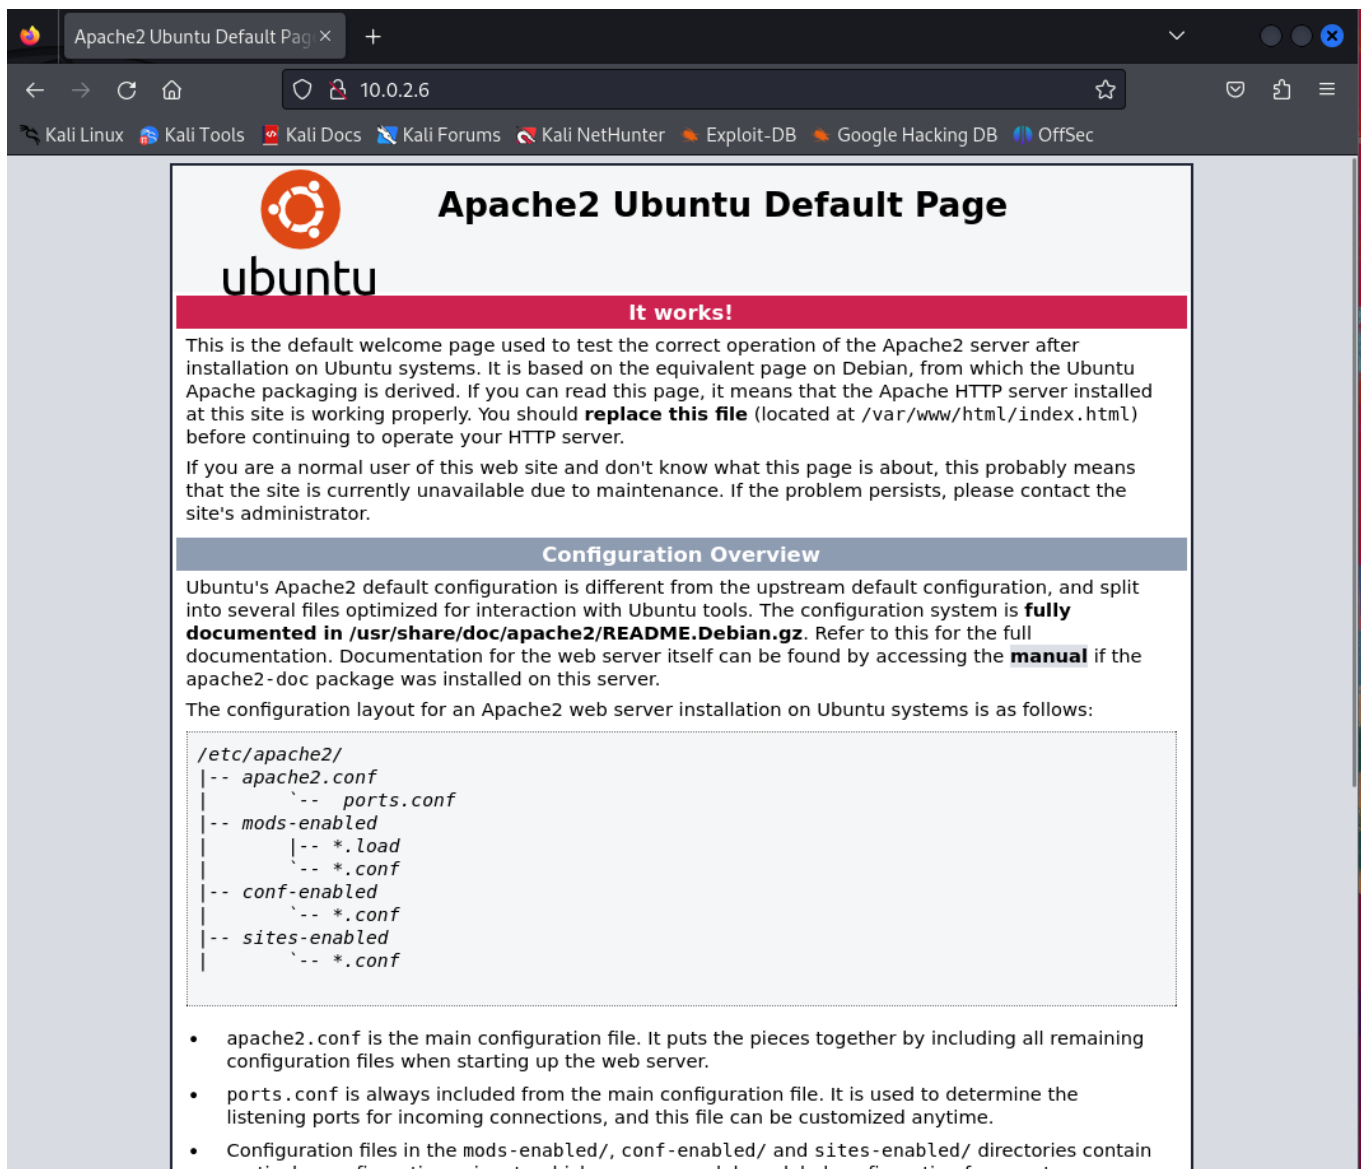 Apache2 Ubuntu Default Pag
10.0.2.6
Kali Linux Kali Tools Kali Docs Kali Forums Kali NetHunter Exploit-DB Google Hacking DB OffSec
ubuntu
Apache2 Ubuntu Default Page
It works!
This is the default welcome page used to test the correct operation of the Apache2 server after
installation on Ubuntu systems. It is based on the equivalent page on Debian, from which the Ubuntu
Apache packaging is derived. If you can read this page, it means that the Apache HTTP server installed
at this site is working properly. You should replace this file (located at /var/www/html/index.html)
before continuing to operate your HTTP server.
If you are a normal user of this web site and don't know what this page is about, this probably means
that the site is currently unavailable due to maintenance. If the problem persists, please contact the
site's administrator.
Configuration Overview
Ubuntu's Apache2 default configuration is different from the upstream default configuration, and split
into several files optimized for interaction with Ubuntu tools. The configuration system is fully
documented in /usr/share/doc/apache2/README.Debian.gz. Refer to this for the full
documentation. Documentation for the web server itself can be found by accessing the manual if the
apache2-doc package was installed on this server.
The configuration layout for an Apache2 web server installation on Ubuntu systems is as follows:
/etc/apache2/
|-- apache2.conf
|       `--  ports.conf
|-- mods-enabled
|       |-- *.load
|       `-- *.conf
|-- conf-enabled
|       `-- *.conf
|-- sites-enabled
|       `-- *.conf
• apache2.conf is the main configuration file. It puts the pieces together by including all remaining
configuration files when starting up the web server.
• ports.conf is always included from the main configuration file. It is used to determine the
listening ports for incoming connections, and this file can be customized anytime.
• Configuration files in the mods-enabled/, conf-enabled/ and sites-enabled/ directories contain